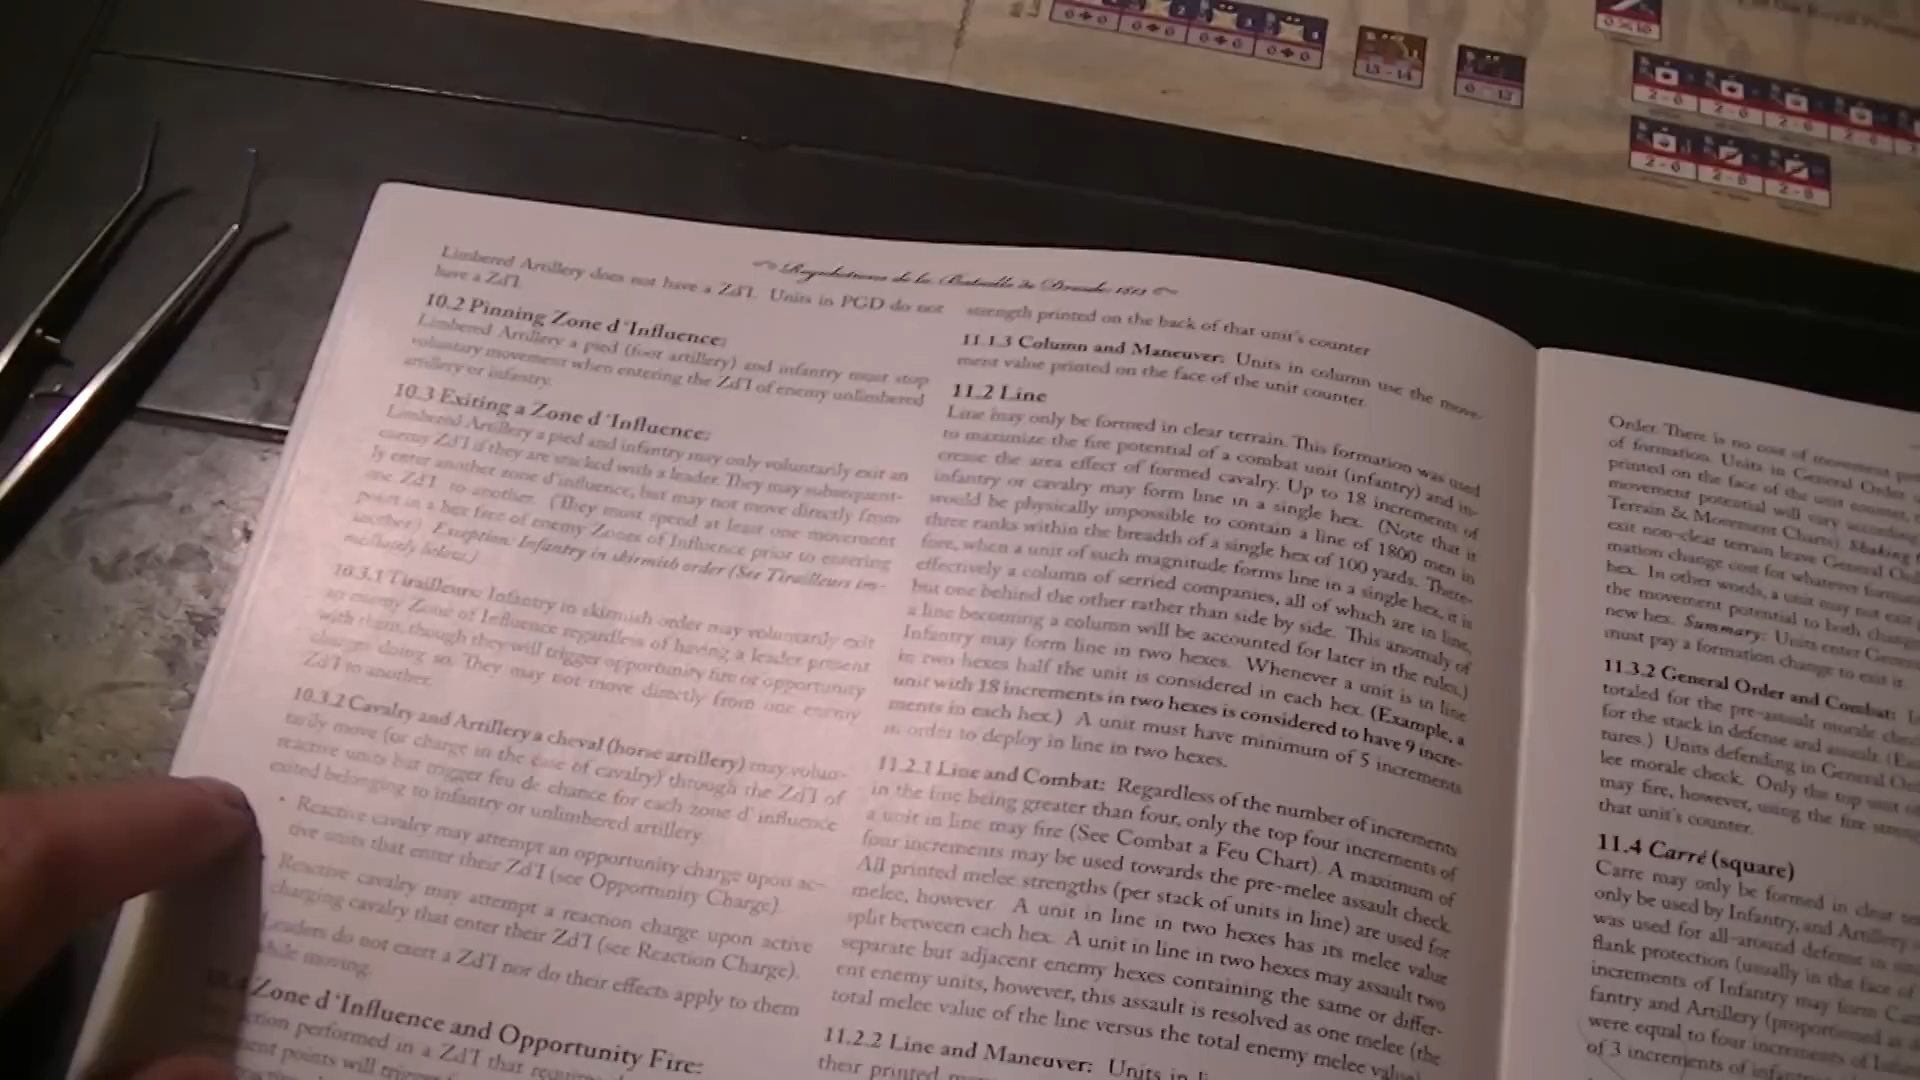 Limbered Artillery does not have a ZdI. Units in PGD do not
have a ZdI.
10.2 Pinning Zone d 'Influence:
Limbered Artillery a pied (foot artillery) and infantry must stop
voluntary movement when entering the ZdI of enemy unlimbered
artillery or infantry.
10.3 Exiting a Zone d 'Influence:
Limbered Artillery a pied and infantry may only voluntarily exit an
enemy ZdI if they are stacked with a leader. They may subsequent-
ly enter another zone d'influence, but may not move directly from
one ZdI to another. (They must spend at least one movement
point in a hex free of enemy Zones of Influence prior to entering
another.) Exception: Infantry in skirmish order (See Tirailleurs im-
mediately below.)
10.3.1 Tirailleurs: Infantry in skirmish order may voluntarily exit
an enemy Zone of Influence regardless of having a leader present
with them, though they will trigger opportunity fire or opportunity
charges doing so. They may not move directly from one enemy
ZdI to another.
10.3.2 Cavalry and Artillery a cheval (horse artillery) may volun-
tarily move (or charge in the case of cavalry) through the ZdI of
reactive units but trigger feu de chance for each zone d' influence
exited belonging to infantry or unlimbered artillery.
• Reactive cavalry may attempt an opportunity charge upon ac-
tive units that enter their ZdI (see Opportunity Charge).
Reactive cavalry may attempt a reaction charge upon active
charging cavalry that enter their ZdI (see Reaction Charge).
Leaders do not exert a ZdI nor do their effects apply to them
while moving.
Zone d 'Influence and Opportunity Fire:
action performed in a ZdI that
points will trigger
strength printed on the back of that unit's counter
11.1.3 Column and Maneuver: Units in column use the move-
ment value printed on the face of the unit counter.
11.2 Line
Line may only be formed in clear terrain. This formation was used
to maximize the fire potential of a combat unit (infantry) and in-
crease the area effect of formed cavalry. Up to 18 increments of
infantry or cavalry may form line in a single hex. (Note that it
would be physically impossible to contain a line of 1800 men in
three ranks within the breadth of a single hex of 100 yards. There-
fore, when a unit of such magnitude forms line in a single hex, it is
effectively a column of serried companies, all of which are in line,
but one behind the other rather than side by side. This anomaly of
a line becoming a column will be accounted for later in the rules.)
Infantry may form line in two hexes. Whenever a unit is in line
in two hexes half the unit is considered in each hex. (Example, a
unit with 18 increments in two hexes is considered to have 9 incre-
ments in each hex.) A unit must have minimum of 5 increments
in order to deploy in line in two hexes.
11.2.1 Line and Combat: Regardless of the number of increments
in the line being greater than four, only the top four increments of
a unit in line may fire (See Combat a Feu Chart). A maximum of
four increments may be used towards the pre-melee assault check.
All printed melee strengths (per stack of units in line) are used for
melee, however. A unit in line in two hexes has its melee value
split between each hex. A unit in line in two hexes may assault two
separate but adjacent enemy hexes containing the same or differ-
ent enemy units, however, this assault is resolved as one melee (the
total melee value of the line versus the total enemy melee value)
11.2.2 Line and Maneuver: Units in
their printed
Order. There is no cost of movement
of formation. Units in General Order
printed on the face of the unit counter,
movement potential will vary according
Terrain & Movement Charts). Shaking
exit non-clear terrain leave General
mation change cost for whatever
hex. In other words, a unit may not exit
the movement potential to both
new hex. Summary: Units enter
must pay a formation change to exit it.
11.3.2 General Order and Combat:
totaled for the pre-assault morale
for the stack in defense and assault.
tures.) Units defending in General
lee morale check. Only the top unit
may fire, however, using the fire
that unit's counter.
11.4 Carré (square)
Carre may only be formed in clear
only be used by Infantry, and Artillery
was used for all-around defense in
flank protection (usually in the face of
increments of Infantry may form
fantry and Artillery (proportioned
were equal to four increments of
of 3 increments of